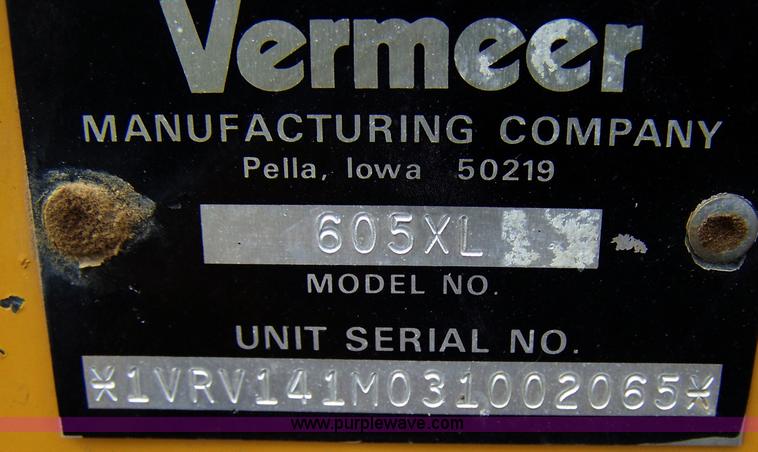 Vermeer
MANUFACTURING COMPANY
Pella, Iowa 50219
605XL
MODEL NO.
UNIT SERIAL NO.
*1VRV141M031002065*
www.purplewave.com